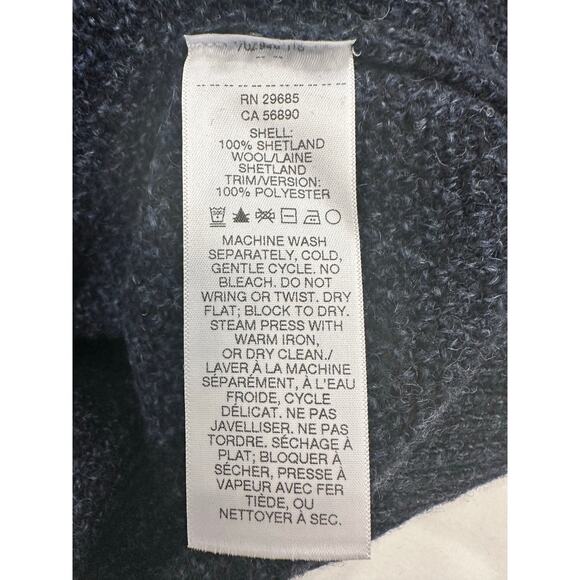 RN 29685
CA 56890
SHELL:
100% SHETLAND
WOOL/LAINE
SHETLAND
TRIM/VERSION:
100% POLYESTER
MACHINE WASH
SEPARATELY, COLD,
GENTLE CYCLE. NO
BLEACH. DO NOT
WRING OR TWIST. DRY
FLAT; BLOCK TO DRY.
STEAM PRESS WITH
WARM IRON,
OR DRY CLEAN./
LAVER À LA MACHINE
SÉPARÉMENT, À L'EAU
FROIDE, CYCLE
DÉLICAT. NE PAS
JAVELLISER. NE PAS
TORDRE. SÉCHAGE À
PLAT; BLOQUER À
SÉCHER, PRESSE À
VAPEUR AVEC FER
TIÈDE, OU
NETTOYER À SEC.